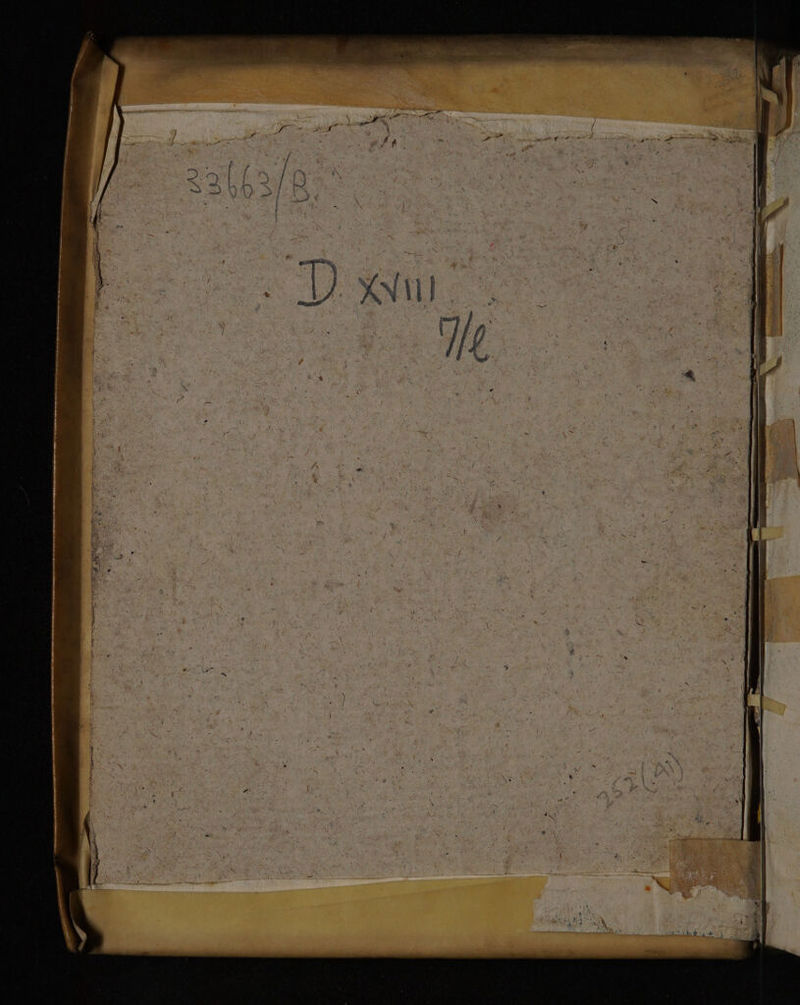 33663/B.
D. XVIII
7/e
252(A1)